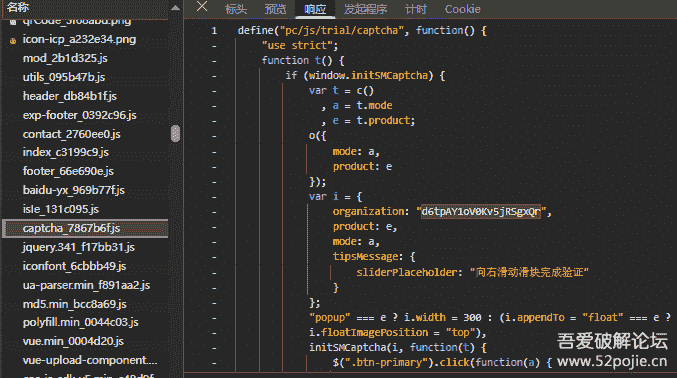 名称
标头 预览 响应 发起程序 计时 Cookie
icon-icp_a232e34.png
mod_2b1d325.js
utils_095b47b.js
header_db84b1f.js
exp-footer_0392c96.js
contact_2760ee0.js
index_c3199c9.js
footer_66e690e.js
baidu-yx_969b77f.js
isle_131c095.js
captcha_7867b6f.js
jquery.341_f17bb31.js
iconfont_6cbbb49.js
ua-parser.min_f891aa2.js
md5.min_bcc8a69.js
polyfill.min_0044c03.js
vue.min_0004d20.js
vue-upload-component....
1 define("pc/js/trial/captcha", function() {
- "use strict";
- function t() {
- if (window.initSMCaptcha) {
- var t = c()
- , a = t.mode
- , e = t.product;
- o({
- mode: a,
- product: e
- });
- var i = {
- organization: "d6tpAY1oV0Kv5jRSgxQr",
- product: e,
- mode: a,
- tipsMessage: {
- sliderPlaceholder: "向右滑动滑块完成验证"
- }
- };
- "popup" === e ? i.width = 300 : (i.appendTo = "float" === e ?
- i.floatImagePosition = "top"),
- initSMCaptcha(i, function(t) {
- $(".btn-primary").click(function(a) {
吾爱破解论坛
www.52pojie.cn